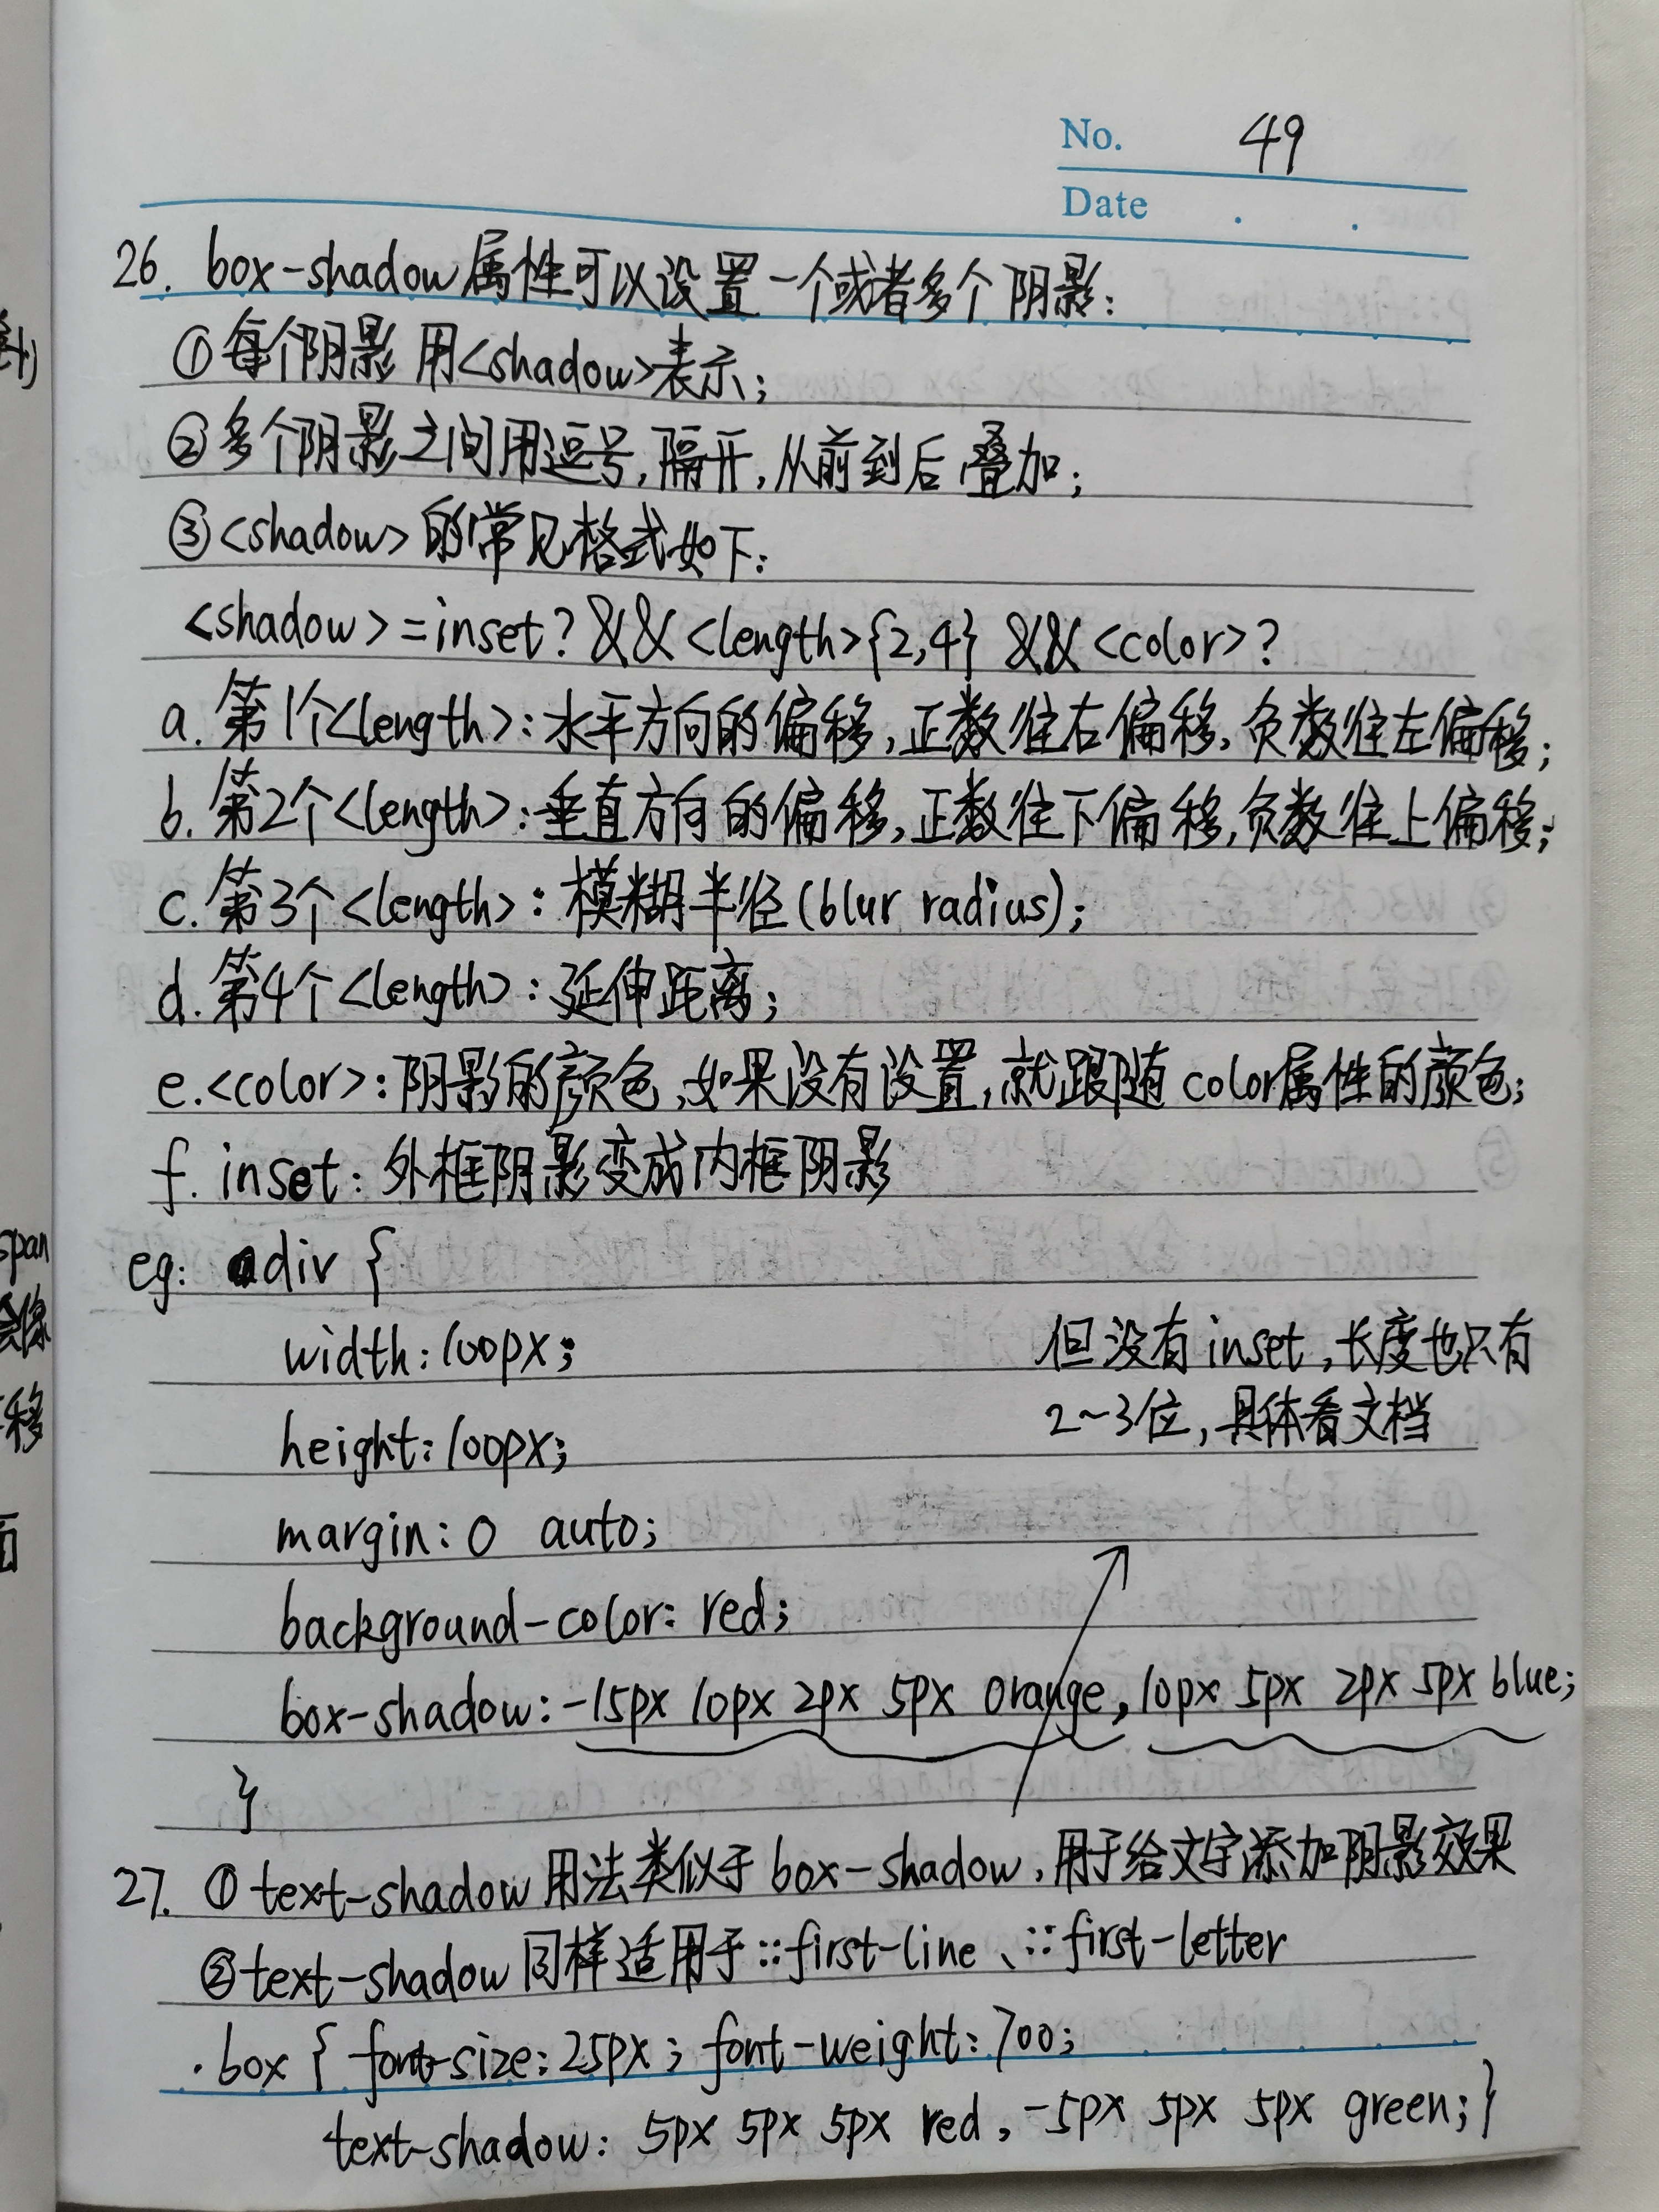 No. 49
Date . .
26. box-shadow属性可以设置一个或者多个阴影:
①每个阴影用<shadow>表示;
②多个阴影之间用逗号,隔开,从前到后叠加;
③<shadow>的常见格式如下:
<shadow>=inset? && <length>{2,4} && <color>?
a. 第1个<length>:水平方向的偏移,正数往右偏移,负数往左偏移;
b. 第2个<length>:垂直方向的偏移,正数往下偏移,负数往上偏移;
c. 第3个<length>:模糊半径(blur radius);
d. 第4个<length>:延伸距离;
e. <color>:阴影的颜色,如果没有设置,就跟随color属性的颜色;
f. inset: 外框阴影变成内框阴影
eg: div {
width:100px;
height:100px;
margin:0 auto;
background-color: red;
box-shadow:-15px 10px 2px 5px orange,10px 5px 2px 5px blue;
}
但没有inset,长度也只有
2~3位,具体看文档
27. ①text-shadow用法类似于box-shadow,用于给文字添加阴影效果
②text-shadow同样适用于::first-line、::first-letter
.box { font-size:25px; font-weight:700;
text-shadow: 5px 5px 5px red, -5px 5px 5px green;}
span
移